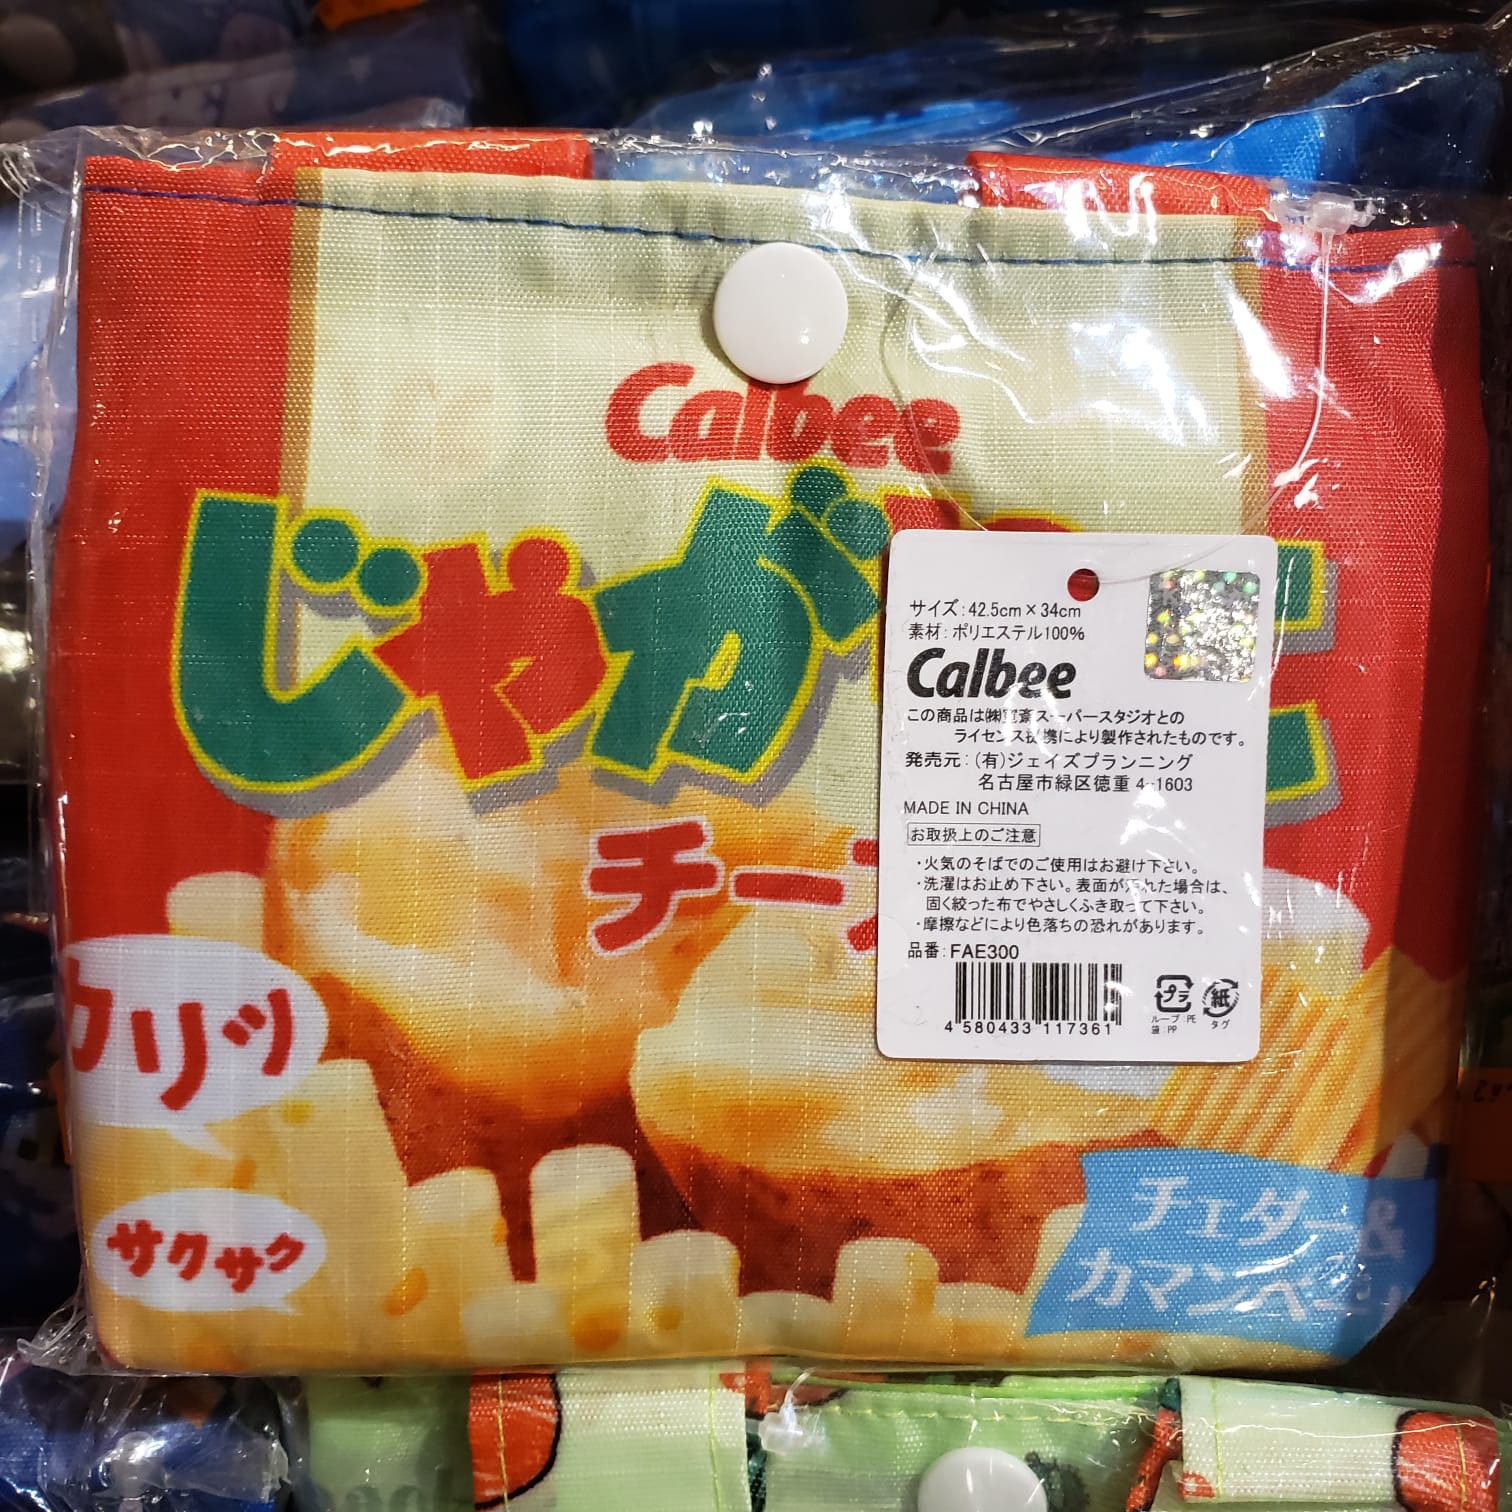 Calbee
じゃが
チー
カリッ
サクサク
チェダー&
カマンベー
サイズ:42.5cm×34cm
素材:ポリエステル100%
Calbee
この商品は㈱寛斎スーパースタジオとの
ライセンス提携により製作されたものです。
発売元:(有)ジェイズプランニング
名古屋市緑区徳重 4-1603
MADE IN CHINA
お取扱上のご注意
・火気のそばでのご使用はお避け下さい。
・洗濯はお止め下さい。表面が汚れた場合は、
固く絞った布でやさしくふき取って下さい。
・摩擦などにより色落ちの恐れがあります。
品番:FAE300
4 580433 117361
プラ
ループ:PE
袋:PP
紙
タグ